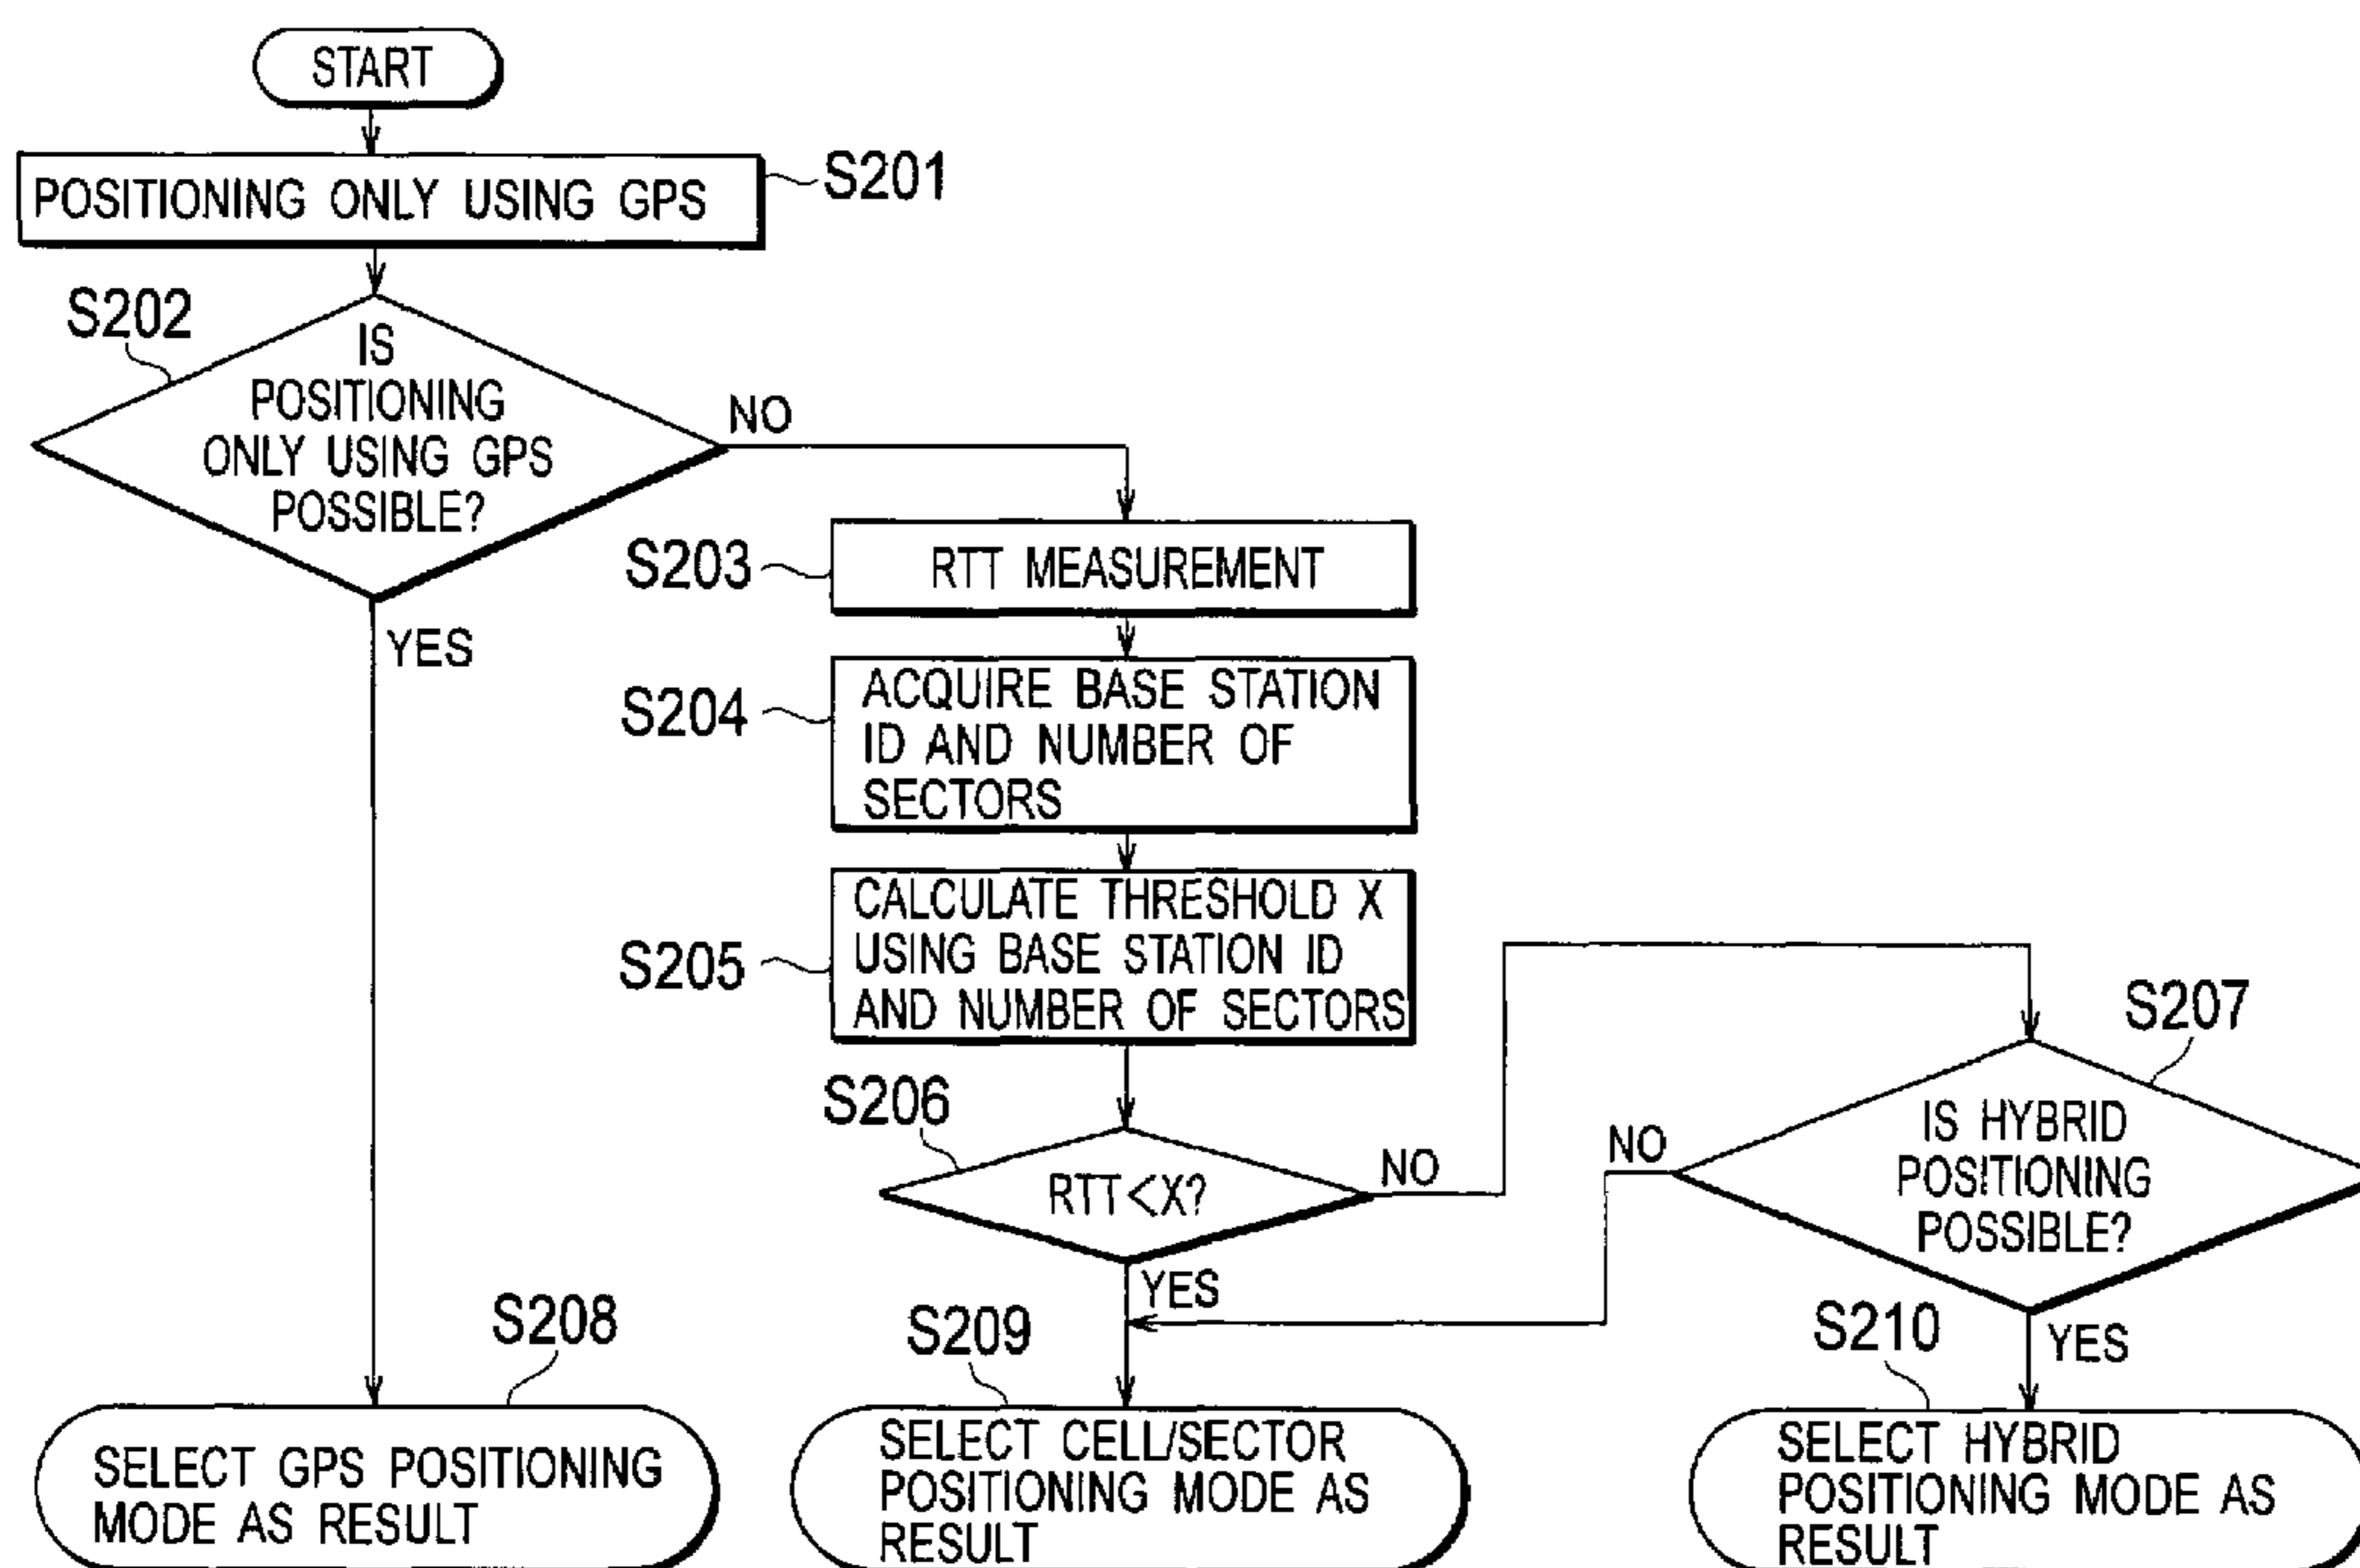 START
POSITIONING ONLY USING GPS
S201
S202
IS
POSITIONING
ONLY USING GPS
POSSIBLE?
NO
YES
S203
RTT MEASUREMENT
S204
ACQUIRE BASE STATION
ID AND NUMBER OF
SECTORS
S205
CALCULATE THRESHOLD X
USING BASE STATION ID
AND NUMBER OF SECTORS
S206
RTT<X?
NO
YES
S207
IS HYBRID
POSITIONING
POSSIBLE?
NO
YES
S208
SELECT GPS POSITIONING
MODE AS RESULT
S209
SELECT CELL/SECTOR
POSITIONING MODE AS
RESULT
S210
SELECT HYBRID
POSITIONING MODE AS
RESULT